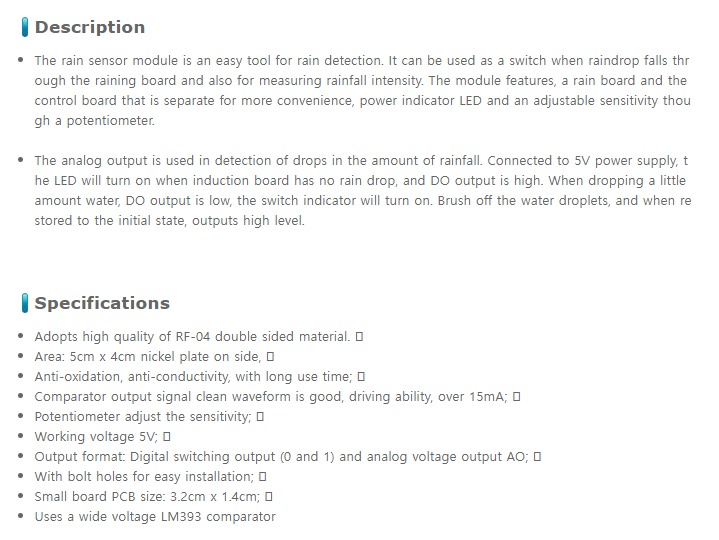 Description
The rain sensor module is an easy tool for rain detection. It can be used as a switch when raindrop falls thr
ough the raining board and also for measuring rainfall intensity. The module features, a rain board and the
control board that is separate for more convenience, power indicator LED and an adjustable sensitivity thou
gh a potentiometer.
The analog output is used in detection of drops in the amount of rainfall. Connected to 5V power supply, t
he LED will turn on when induction board has no rain drop, and DO output is high. When dropping a little
amount water, DO output is low, the switch indicator will turn on. Brush off the water droplets, and when re
stored to the initial state, outputs high level.
Specifications
Adopts high quality of RF-04 double sided material. 
Area: 5cm x 4cm nickel plate on side, 
Anti-oxidation, anti-conductivity, with long use time; 
Comparator output signal clean waveform is good, driving ability, over 15mA; 
Potentiometer adjust the sensitivity; 
Working voltage 5V; 
Output format: Digital switching output (0 and 1) and analog voltage output AO; 
With bolt holes for easy installation; 
Small board PCB size: 3.2cm x 1.4cm; 
Uses a wide voltage LM393 comparator